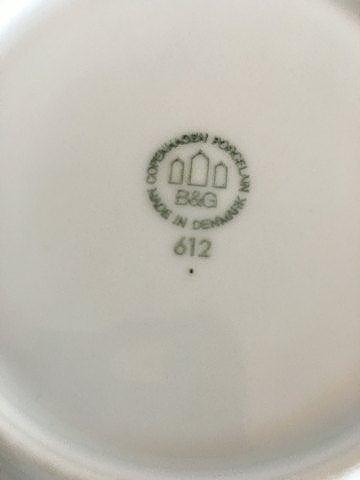 COPENHAGEN PORCELAIN
B&G
MADE IN DENMARK
612